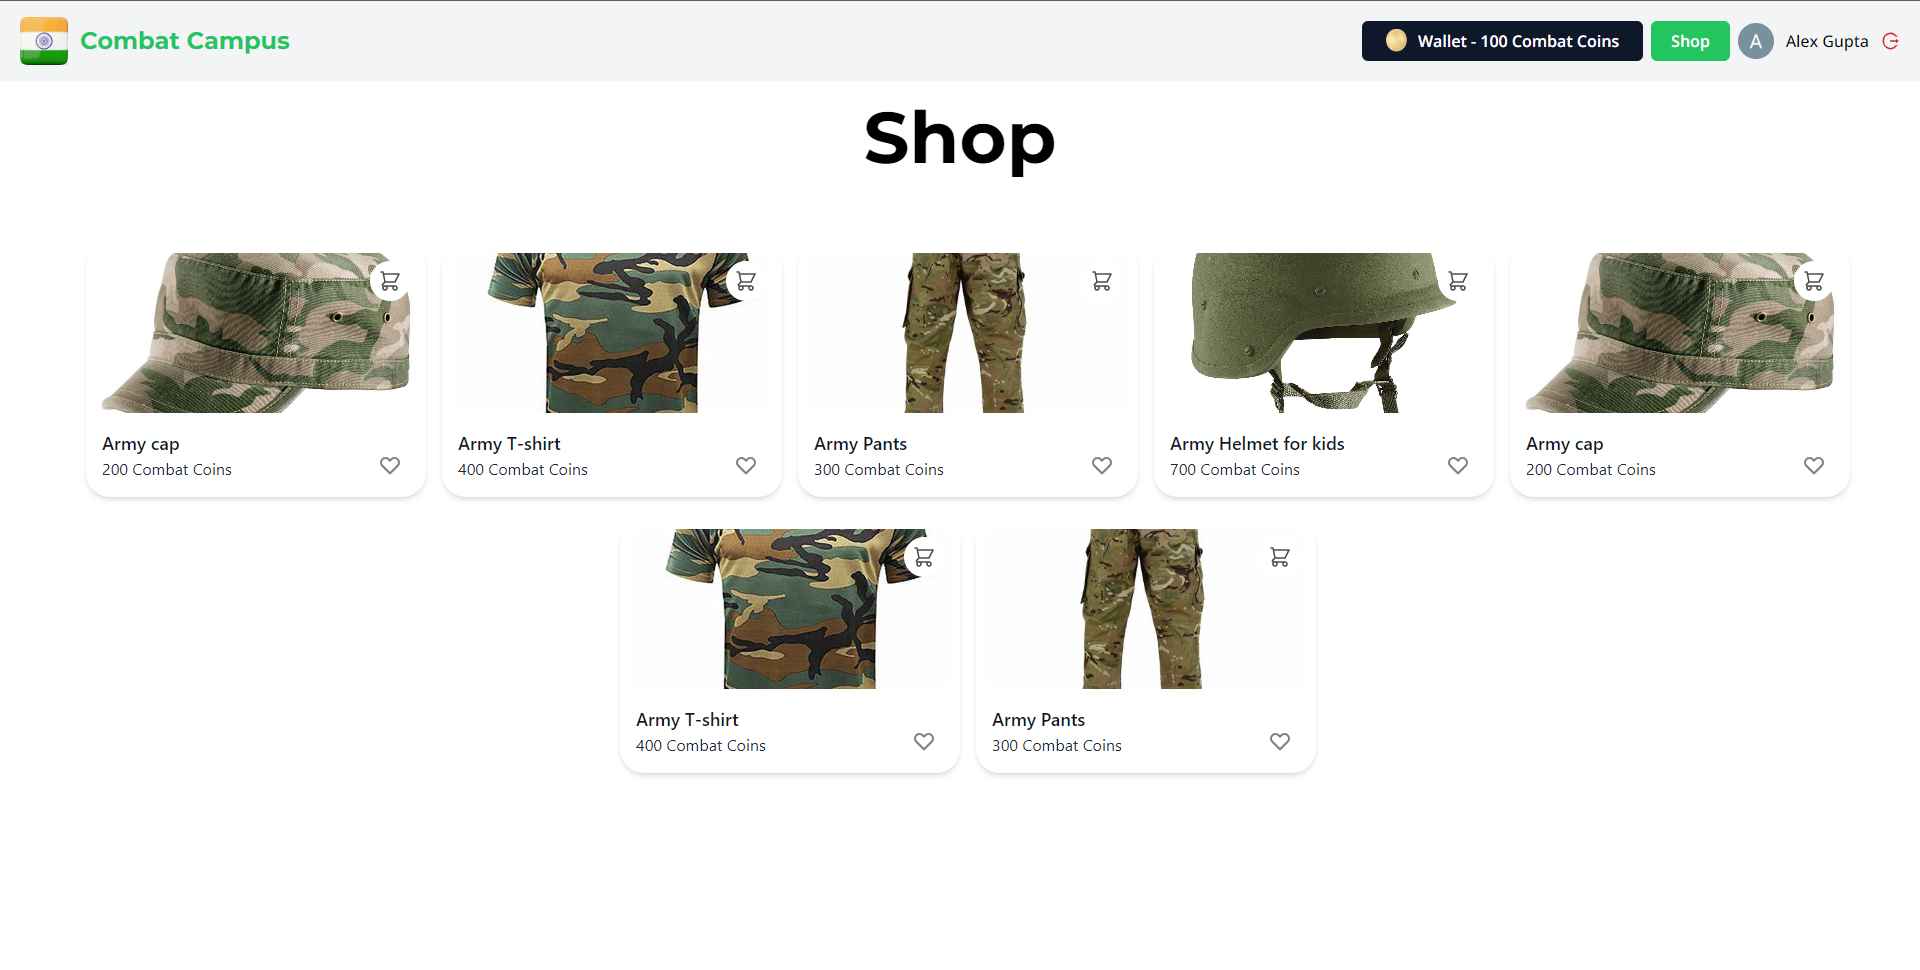 Combat Campus
Wallet - 100 Combat Coins
Shop
A
Alex Gupta
Shop
Army cap
200 Combat Coins
Army T-shirt
400 Combat Coins
Army Pants
300 Combat Coins
Army Helmet for kids
700 Combat Coins
Army cap
200 Combat Coins
Army T-shirt
400 Combat Coins
Army Pants
300 Combat Coins